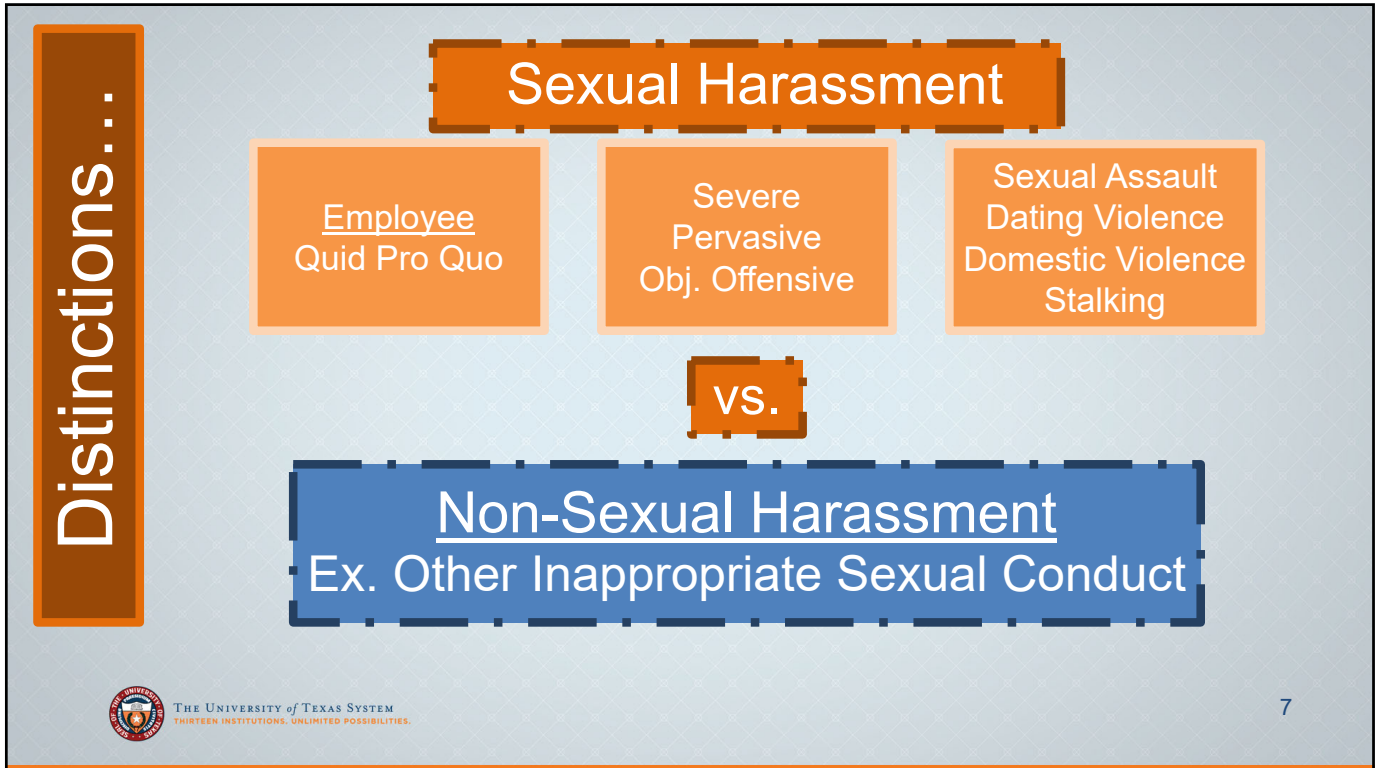 Distinctions...
Sexual Harassment
Employee
Quid Pro Quo
Severe
Pervasive
Obj. Offensive
Sexual Assault
Dating Violence
Domestic Violence
Stalking
vs.
Non-Sexual Harassment
Ex. Other Inappropriate Sexual Conduct
THE UNIVERSITY of TEXAS SYSTEM
THIRTEEN INSTITUTIONS. UNLIMITED POSSIBILITIES.
7